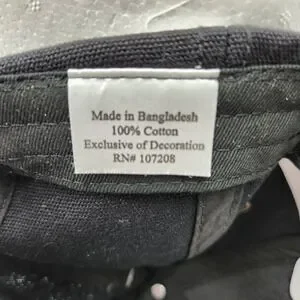 Made in Bangladesh
100% Cotton
Exclusive of Decoration
RN# 107208